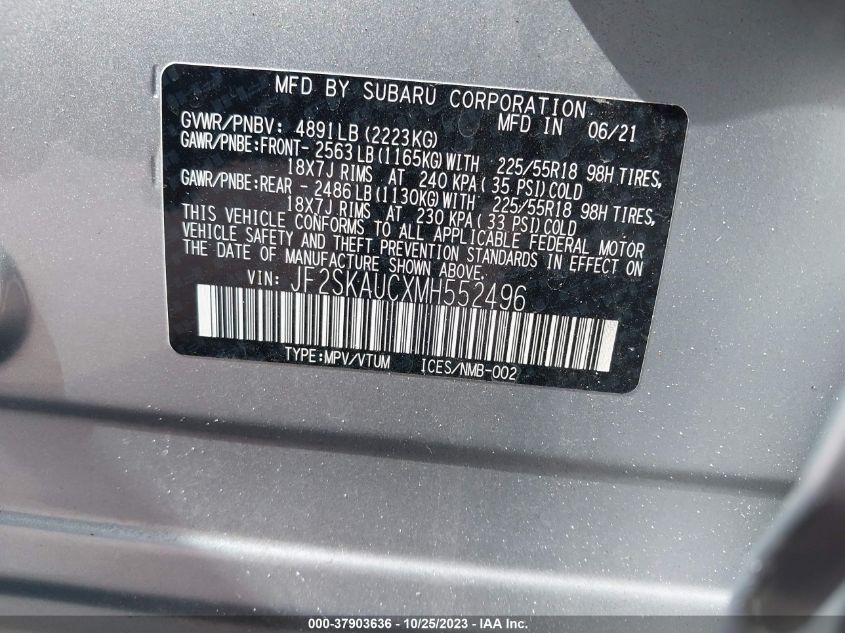 MFD BY SUBARU CORPORATION
GVWR/PNBV: 4891LB(2223KG) MFD IN 06/21
GAWR/PNBE:FRONT- 2563LB(1165KG)WITH 225/55R18 98H TIRES,
18X7J RIMS AT 240 KPA( 35 PSI)COLD
GAWR/PNBE:REAR - 2486LB(1130KG)WITH 225/55R18 98H TIRES,
18X7J RIMS AT 230 KPA( 33 PSI)COLD
THIS VEHICLE CONFORMS TO ALL APPLICABLE FEDERAL MOTOR
VEHICLE SAFETY AND THEFT PREVENTION STANDARDS IN EFFECT ON
THE DATE OF MANUFACTURE SHOWN ABOVE.
VIN: JF2SKAUCXMH552496
TYPE:MPV/VTUM ICES/NMB-002
000-37903636 - 10/25/2023 - IAA Inc.